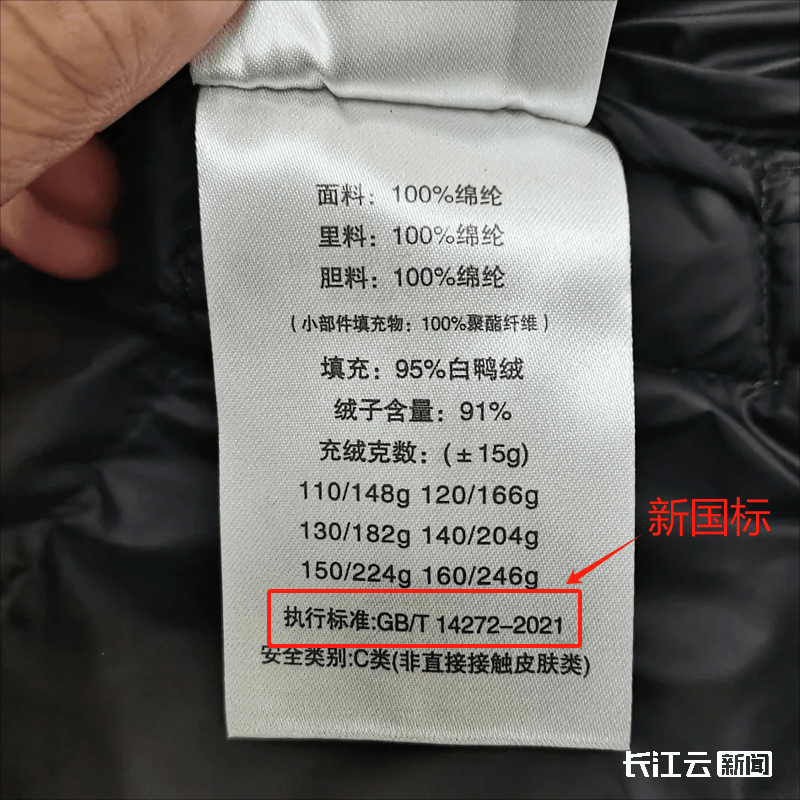 面料：100%绵纶
里料：100%绵纶
胆料：100%绵纶
（小部件填充物：100%聚酯纤维）
填充：95%白鸭绒
绒子含量：91%
充绒克数：(±15g)
110/148g 120/166g
130/182g 140/204g
150/224g 160/246g
新国标
执行标准:GB/T 14272-2021
安全类别:C类(非直接接触皮肤类)
长江云 新闻